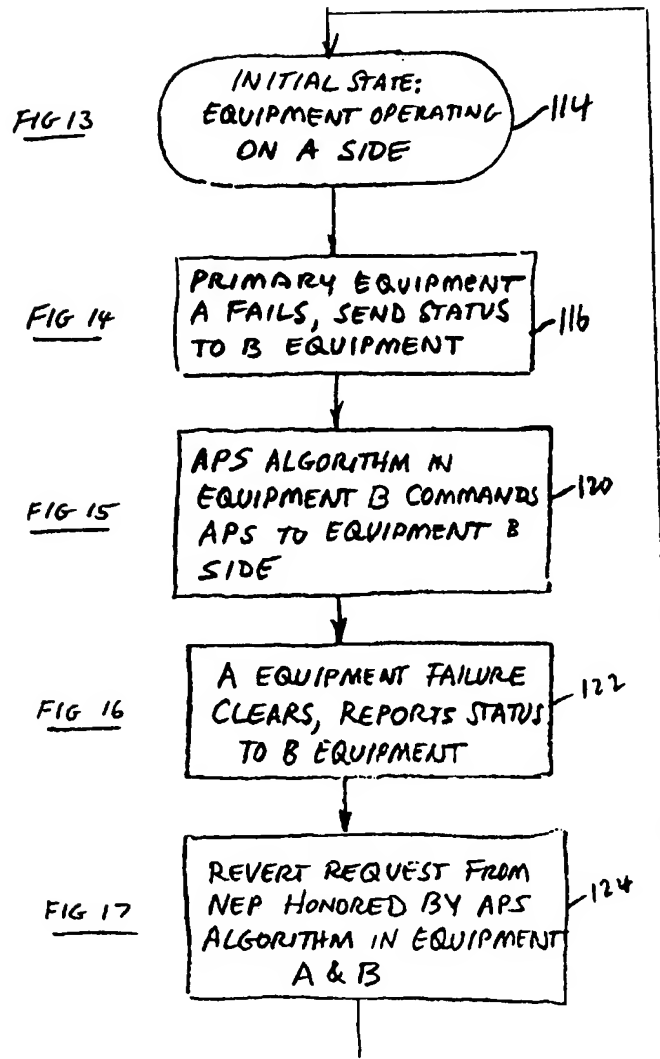 INITIAL STATE:
FIG 13
EQUIPMENT OPERATING
114
ON A SIDE
PRIMARY EQUIPMENT
FIG 14
A FAILS, SEND STATUS
116
TO B EQUIPMENT
APS ALGORITHM IN
EQUIPMENT B COMMANDS
120
FIG 15
APS TO EQUIPMENT B
SIDE
A EQUIPMENT FAILURE
122
FIG 16
CLEARS, REPORTS STATUS
TO B EQUIPMENT
REVERT REQUEST FROM
124
FIG 17
NEP HONORED BY APS
ALGORITHM IN EQUIPMENT
A & B